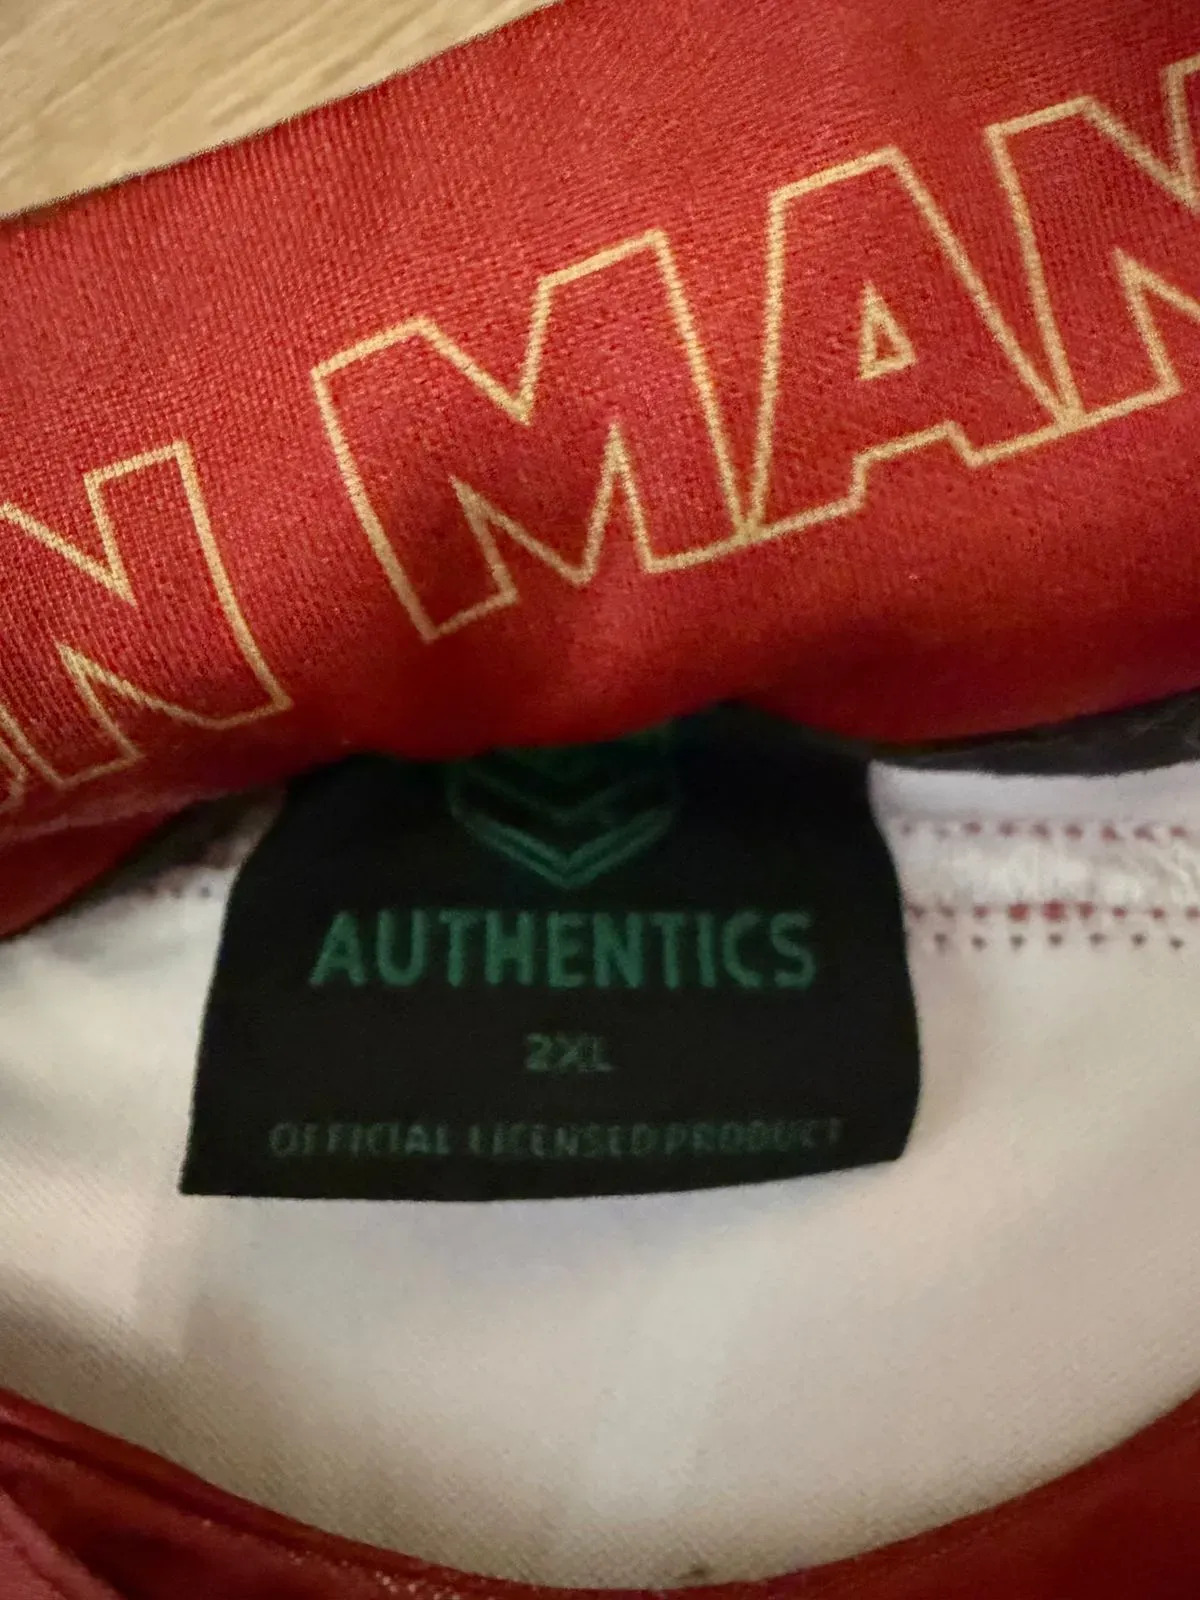 N MAN
AUTHENTICS
2XL
OFFICIAL LICENSED PRODUCT